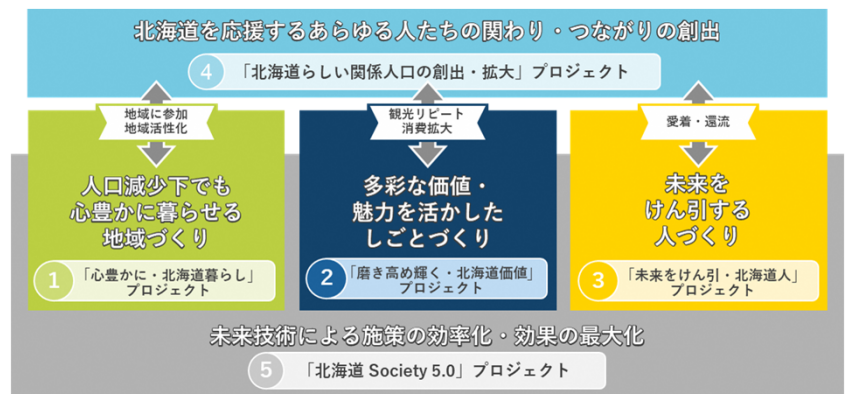 北海道を応援するあらゆる人たちの関わり・つながりの創出
4 「北海道らしい関係人口の創出・拡大」プロジェクト
地域に参加
地域活性化
人口減少下でも
心豊かに暮らせる
地域づくり
1 「心豊かに・北海道暮らし」
プロジェクト
観光リピート
消費拡大
多彩な価値・
魅力を活かした
しごとづくり
2 「磨き高め輝く・北海道価値」
プロジェクト
愛着・還流
未来を
けん引する
人づくり
3 「未来をけん引・北海道人」
プロジェクト
未来技術による施策の効率化・効果の最大化
5 「北海道 Society 5.0」プロジェクト